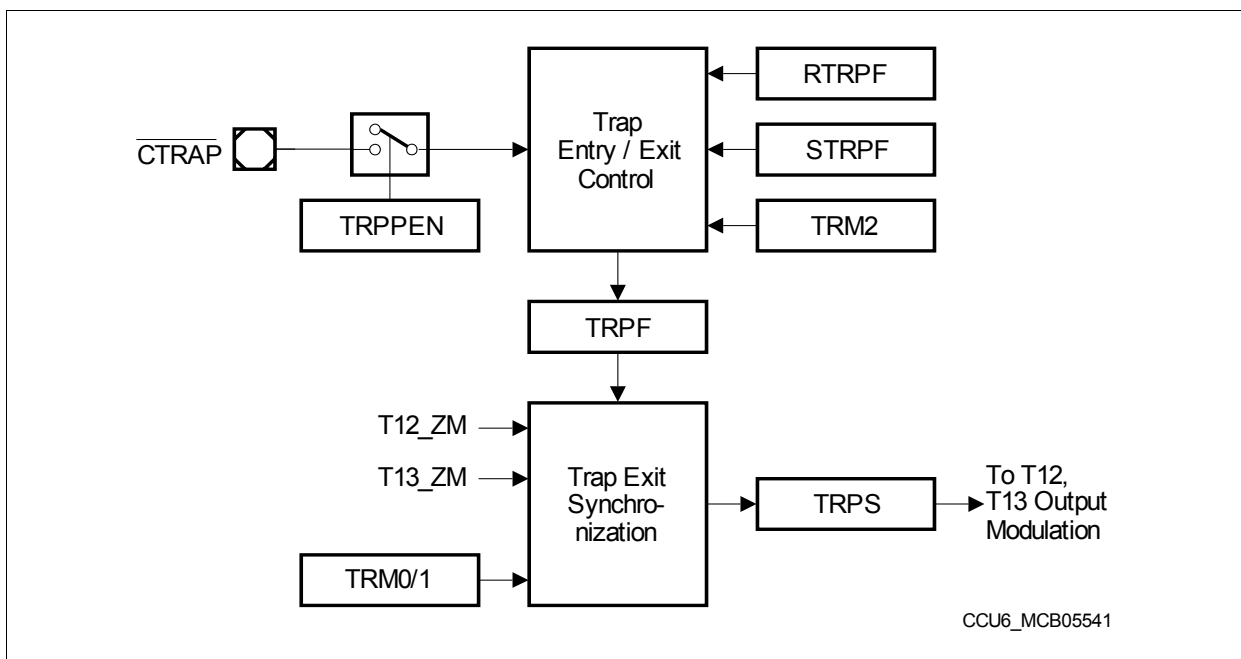 RTRPF
Trap
Entry / Exit
Control
CTRAP
STRPF
TRPPEN
TRM2
TRPF
T12_ZM
T13_ZM
Trap Exit
Synchro-
nization
TRPS
To T12,
T13 Output
Modulation
TRM0/1
CCU6_MCB05541